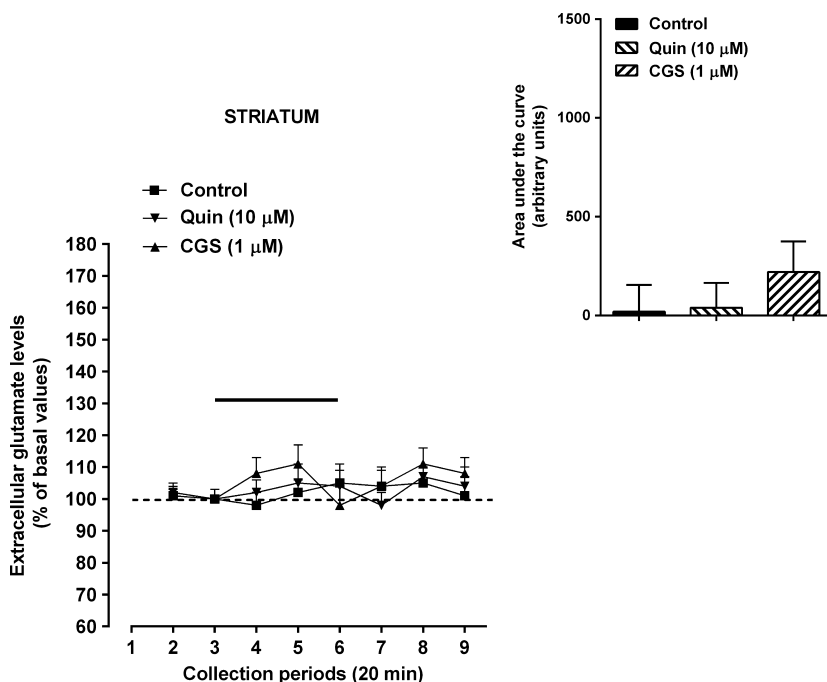 STRIATUM
Control
Quin (10 μM)
CGS (1 μM)
Extracellular glutamate levels
(% of basal values)
180
170
160
150
140
130
120
110
100
90
80
70
60
1 2 3 4 5 6 7 8 9
Collection periods (20 min)
Area under the curve
(arbitrary units)
1500
1000
500
0
Control
Quin (10 μM)
CGS (1 μM)